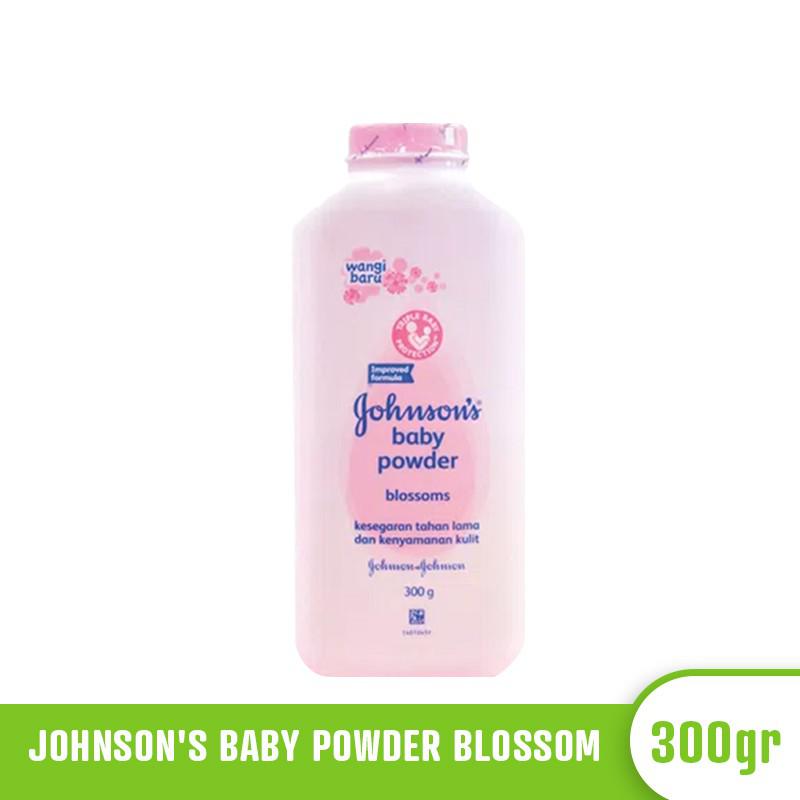 wangi
baru
TRIPLE BABY
PROTECTION
Improved
formula
Johnson's®
baby
powder
blossoms
kesegaran tahan lama
dan kenyamanan kulit
Johnson & Johnson
300 g
JOHNSON'S BABY POWDER BLOSSOM
300gr